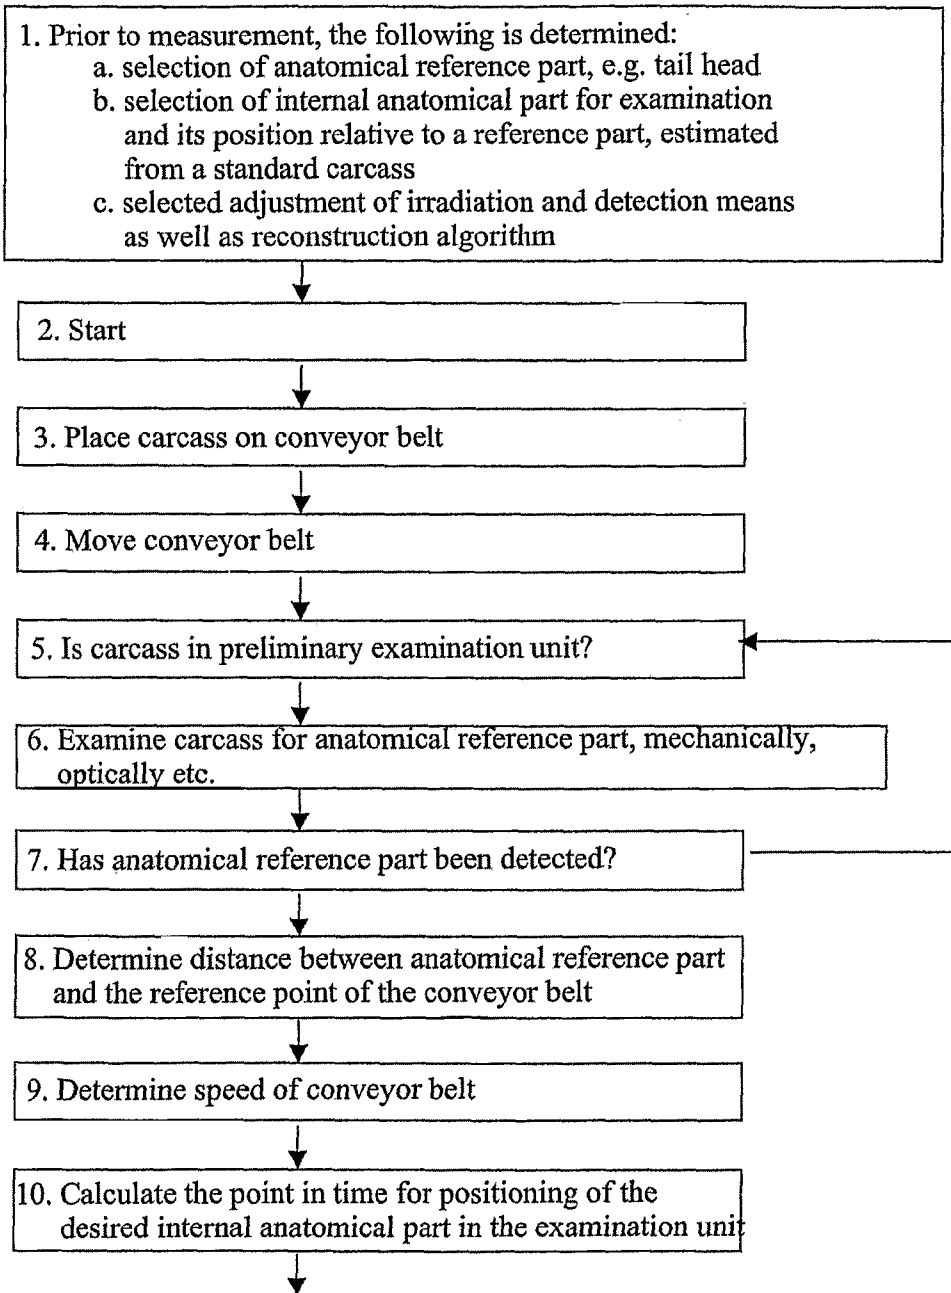 1. Prior to measurement, the following is determined:
a. selection of anatomical reference part, e.g. tail head
b. selection of internal anatomical part for examination
and its position relative to a reference part, estimated
from a standard carcass
c. selected adjustment of irradiation and detection means
as well as reconstruction algorithm
2. Start
3. Place carcass on conveyor belt
4. Move conveyor belt
5. Is carcass in preliminary examination unit?
6. Examine carcass for anatomical reference part, mechanically,
optically etc.
7. Has anatomical reference part been detected?
8. Determine distance between anatomical reference part
and the reference point of the conveyor belt
9. Determine speed of conveyor belt
10. Calculate the point in time for positioning of the
desired internal anatomical part in the examination unit